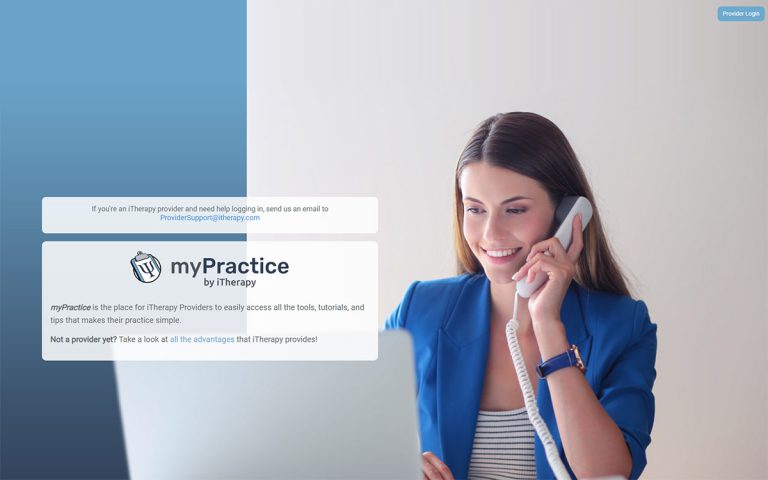 Provider Login
If you're an iTherapy provider and need help logging in, send us an email to
ProviderSupport@itherapy.com
myPractice
by iTherapy
myPractice is the place for iTherapy Providers to easily access all the tools, tutorials, and
tips that makes their practice simple.
Not a provider yet? Take a look at all the advantages that iTherapy provides!